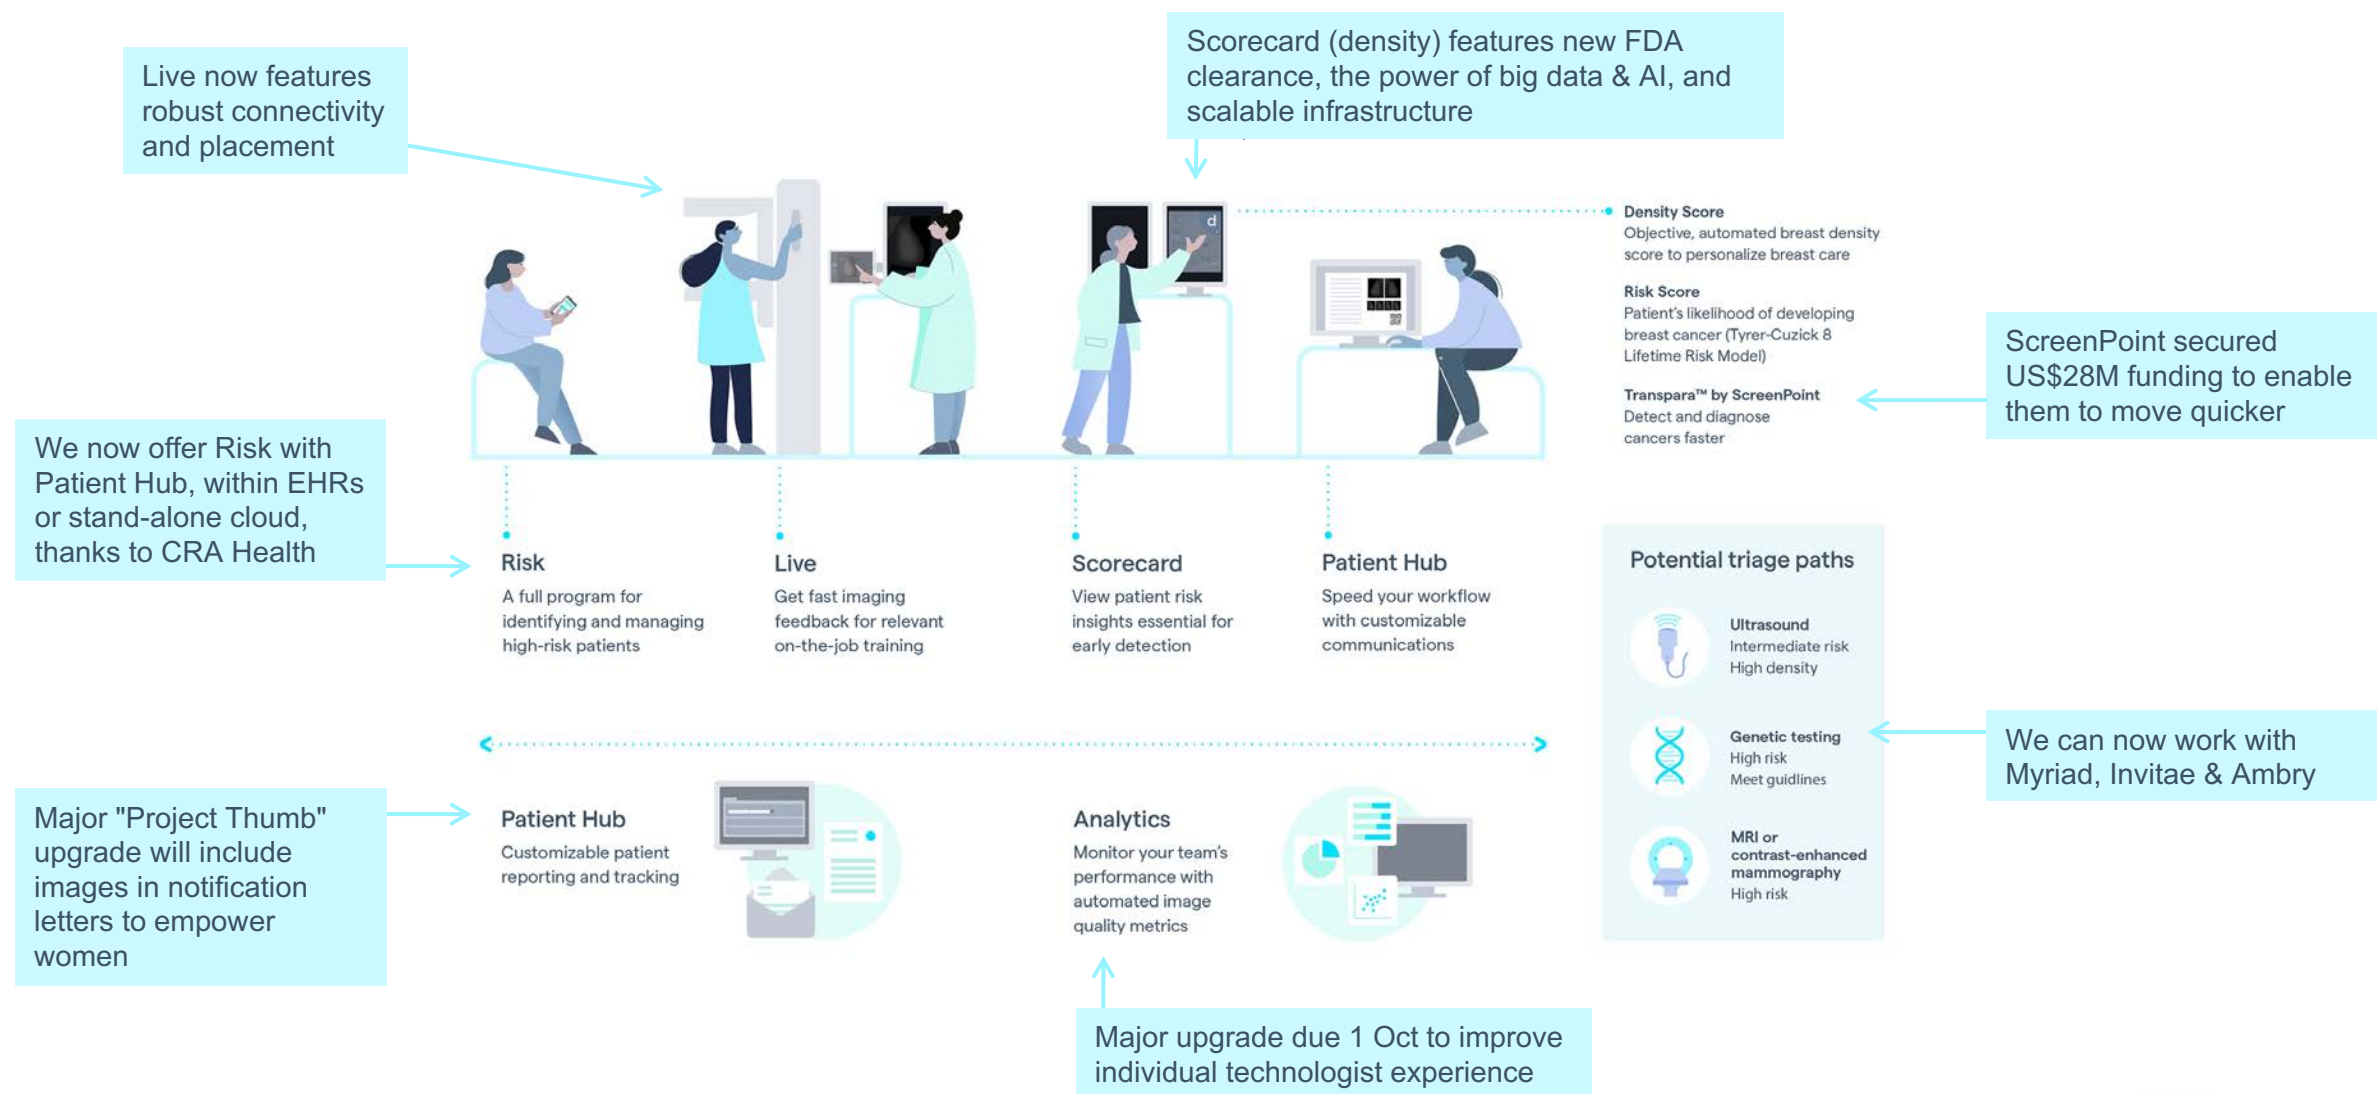 Live now features
robust connectivity
and placement
Scorecard (density) features new FDA
clearance, the power of big data & AI, and
scalable infrastructure
d
Density Score
Objective, automated breast density
score to personalize breast care
Risk Score
Patient's likelihood of developing
breast cancer (Tyrer-Cuzick 8
Lifetime Risk Model)
Transpara™ by ScreenPoint
Detect and diagnose
cancers faster
ScreenPoint secured
US$28M funding to enable
them to move quicker
We now offer Risk with
Patient Hub, within EHRs
or stand-alone cloud,
thanks to CRA Health
Risk
A full program for
identifying and managing
high-risk patients
Live
Get fast imaging
feedback for relevant
on-the-job training
Scorecard
View patient risk
insights essential for
early detection
Patient Hub
Speed your workflow
with customizable
communications
Potential triage paths
Ultrasound
Intermediate risk
High density
Genetic testing
High risk
Meet guidlines
MRI or
contrast-enhanced
mammography
High risk
We can now work with
Myriad, Invitae & Ambry
Major "Project Thumb"
upgrade will include
images in notification
letters to empower
women
Patient Hub
Customizable patient
reporting and tracking
Analytics
Monitor your team's
performance with
automated image
quality metrics
Major upgrade due 1 Oct to improve
individual technologist experience